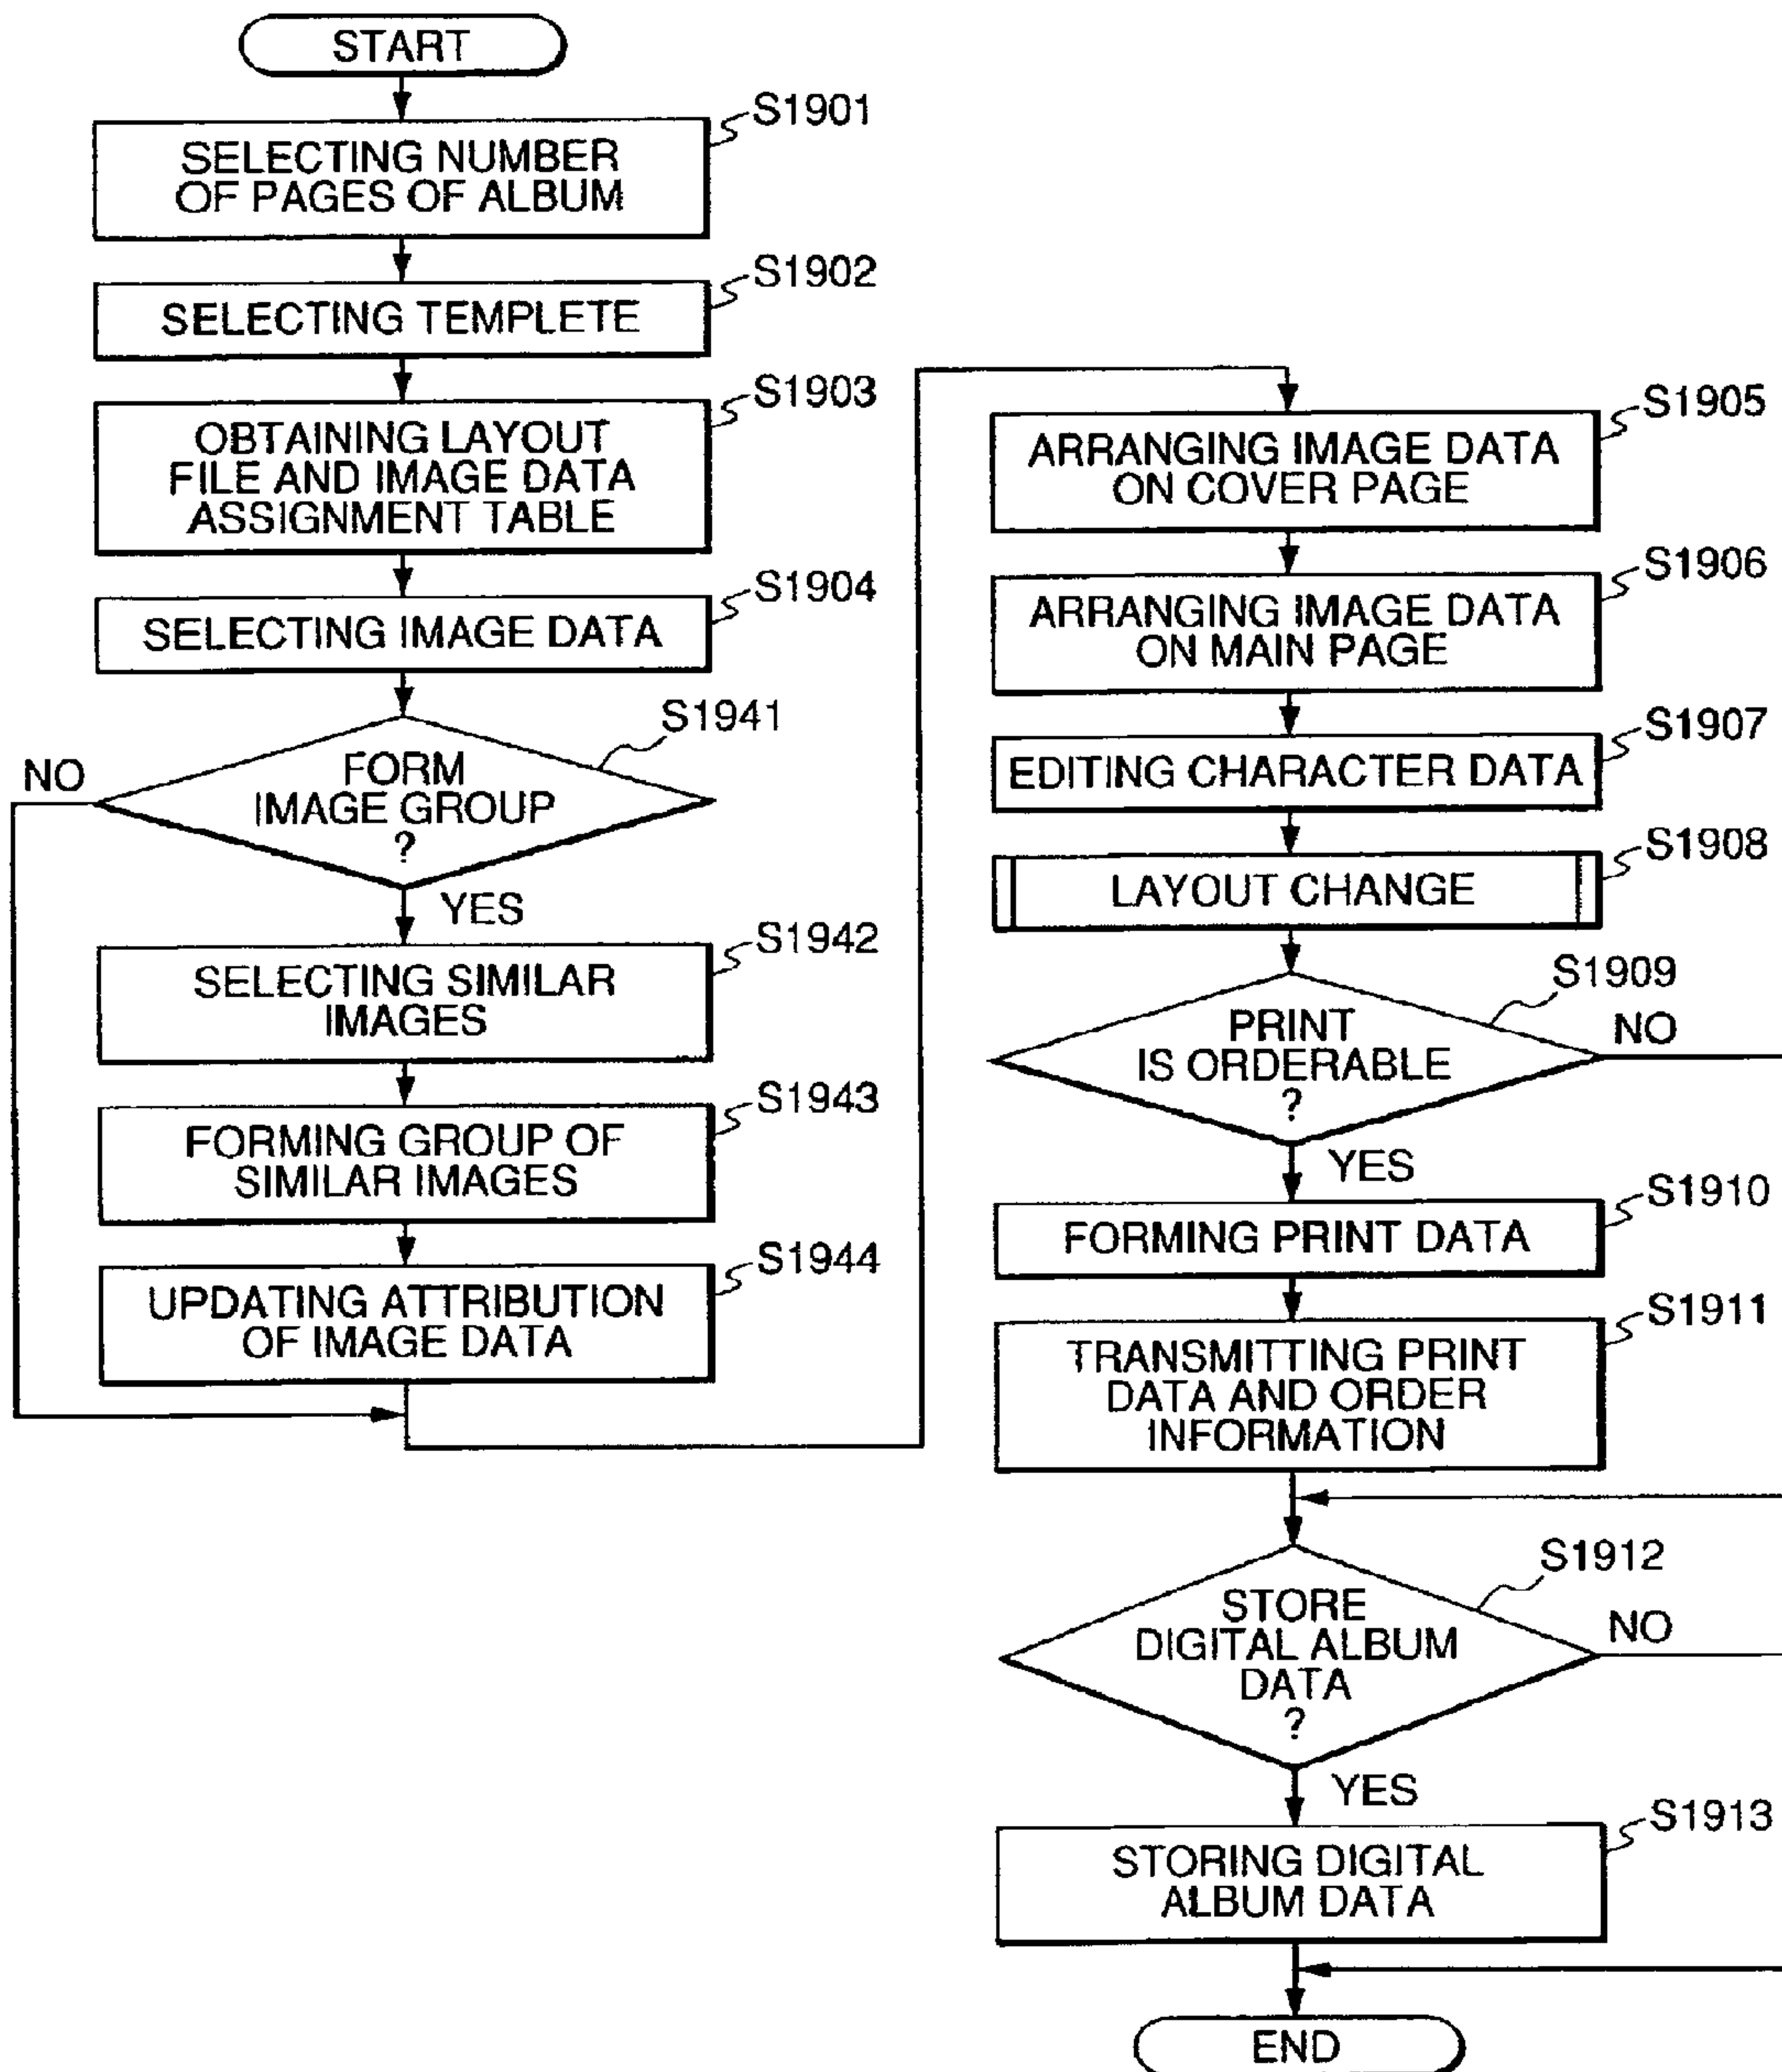 START
S1901
SELECTING NUMBER
OF PAGES OF ALBUM
S1902
SELECTING TEMPLETE
S1903
OBTAINING LAYOUT
FILE AND IMAGE DATA
ASSIGNMENT TABLE
S1904
SELECTING IMAGE DATA
S1941
NO
FORM
IMAGE GROUP
?
YES
S1942
SELECTING SIMILAR
IMAGES
S1943
FORMING GROUP OF
SIMILAR IMAGES
S1944
UPDATING ATTRIBUTION
OF IMAGE DATA
S1905
ARRANGING IMAGE DATA
ON COVER PAGE
S1906
ARRANGING IMAGE DATA
ON MAIN PAGE
S1907
EDITING CHARACTER DATA
S1908
LAYOUT CHANGE
S1909
PRINT
IS ORDERABLE
?
NO
YES
S1910
FORMING PRINT DATA
S1911
TRANSMITTING PRINT
DATA AND ORDER
INFORMATION
S1912
STORE
DIGITAL ALBUM
DATA
?
NO
YES
S1913
STORING DIGITAL
ALBUM DATA
END